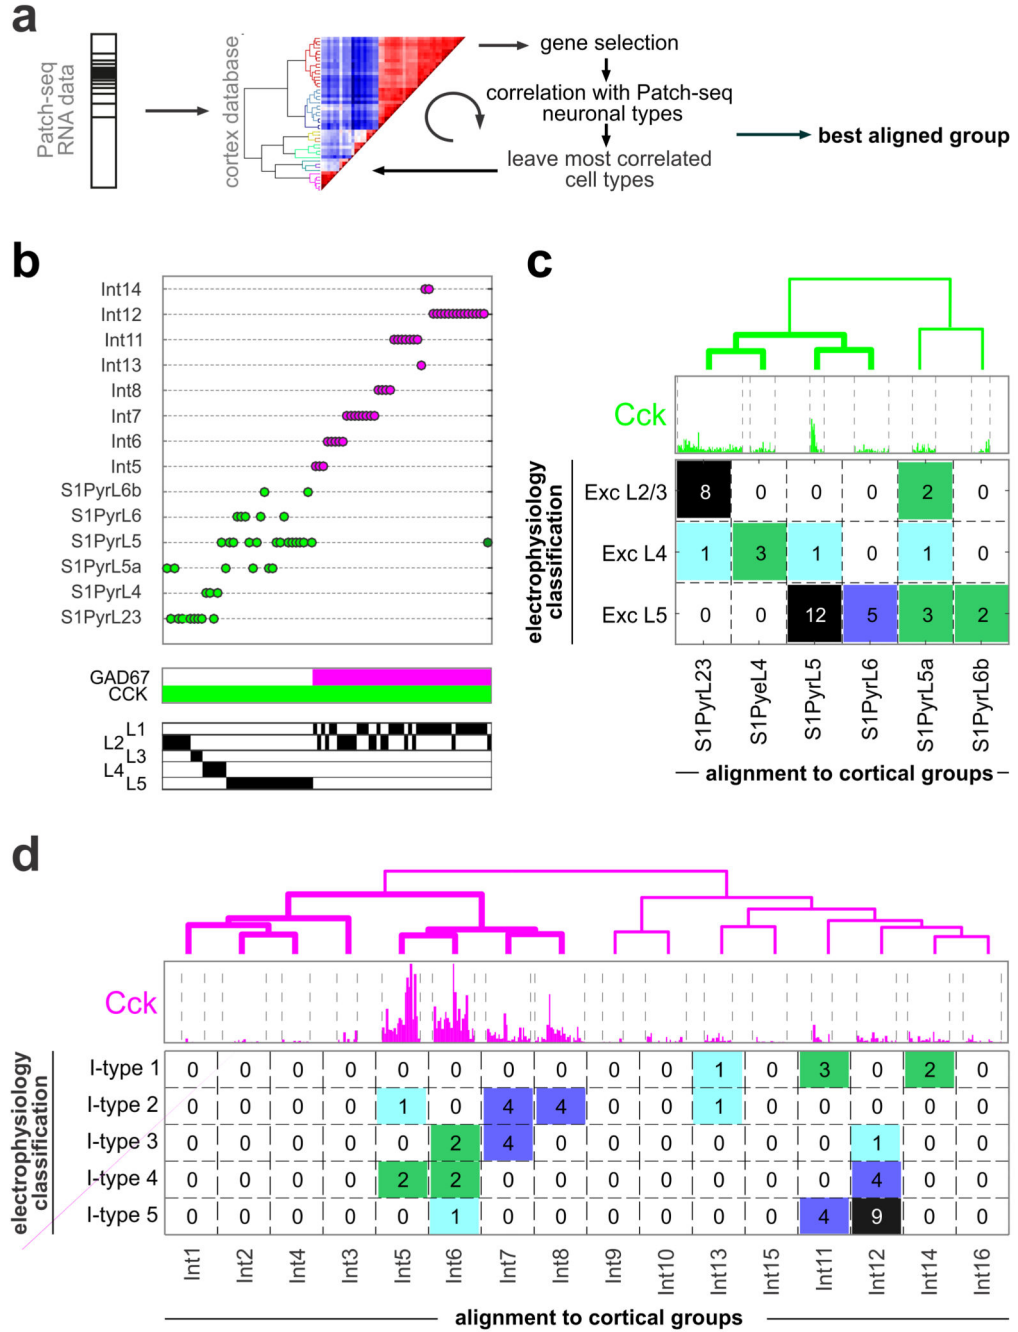 a
Patch-seq
RNA data
cortex database
gene selection
correlation with Patch-seq
neuronal types
leave most correlated
cell types
best aligned group
b
Int14
Int12
Int11
Int13
Int8
Int7
Int6
Int5
S1PyrL6b
S1PyrL6
S1PyrL5
S1PyrL5a
S1PyrL4
S1PyrL23
GAD67
CCK
L1
L2
L3
L4
L5
c
Cck
electrophysiology
classification
Exc L2/3 8 0 0 0 2 0
Exc L4 1 3 1 0 1 0
Exc L5 0 0 12 5 3 2
S1PyrL23 S1PyeL4 S1PyrL5 S1PyrL6 S1PyrL5a S1PyrL6b
alignment to cortical groups
d
Cck
electrophysiology
classification
I-type 1 0 0 0 0 0 0 0 0 0 0 1 0 3 0 2 0
I-type 2 0 0 0 0 1 0 4 4 0 0 1 0 0 0 0 0
I-type 3 0 0 0 0 0 2 4 0 0 0 0 0 0 1 0 0
I-type 4 0 0 0 0 2 2 0 0 0 0 0 0 0 4 0 0
I-type 5 0 0 0 0 0 1 0 0 0 0 0 0 4 9 0 0
Int1 Int2 Int4 Int3 Int5 Int6 Int7 Int8 Int9 Int10 Int13 Int15 Int11 Int12 Int14 Int16
alignment to cortical groups